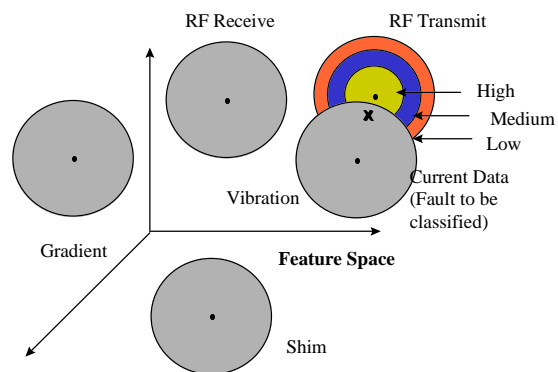 RF Receive
RF Transmit
High
Medium
Low
x
Current Data
(Fault to be
classified)
Vibration
Gradient
Feature Space
Shim